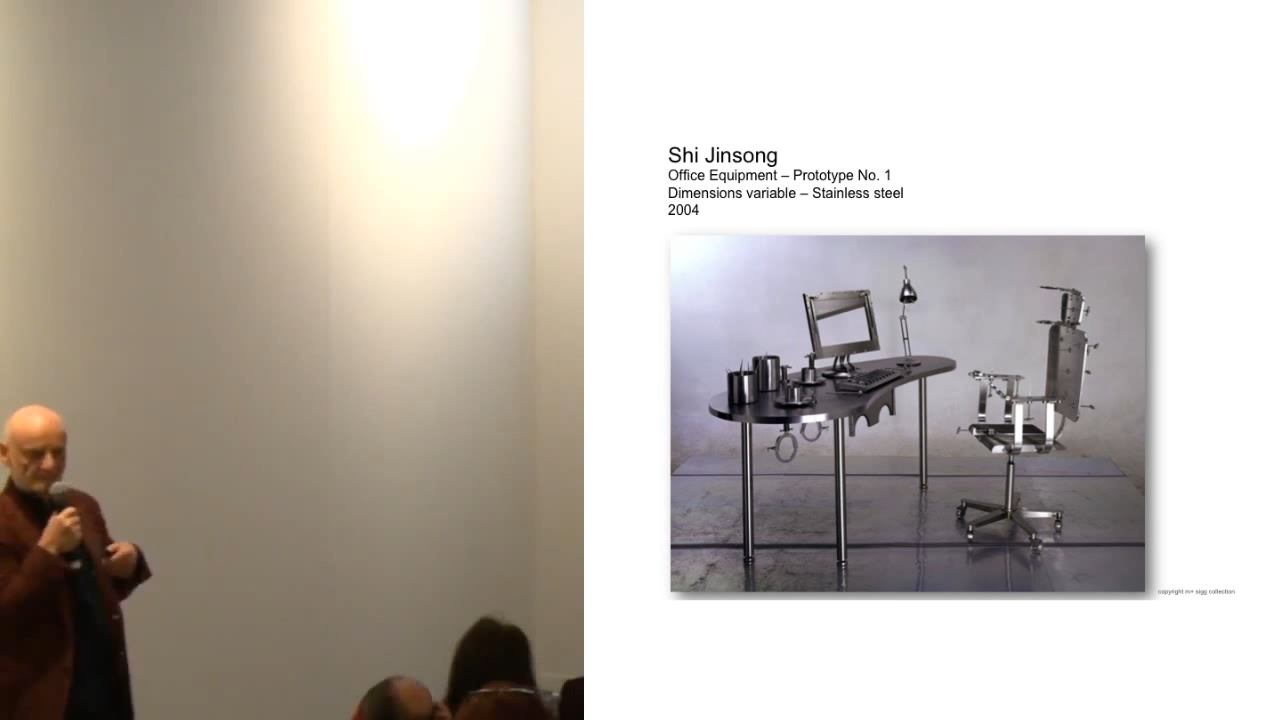 Shi Jinsong
Office Equipment – Prototype No. 1
Dimensions variable – Stainless steel
2004
copyright m+ sigg collection